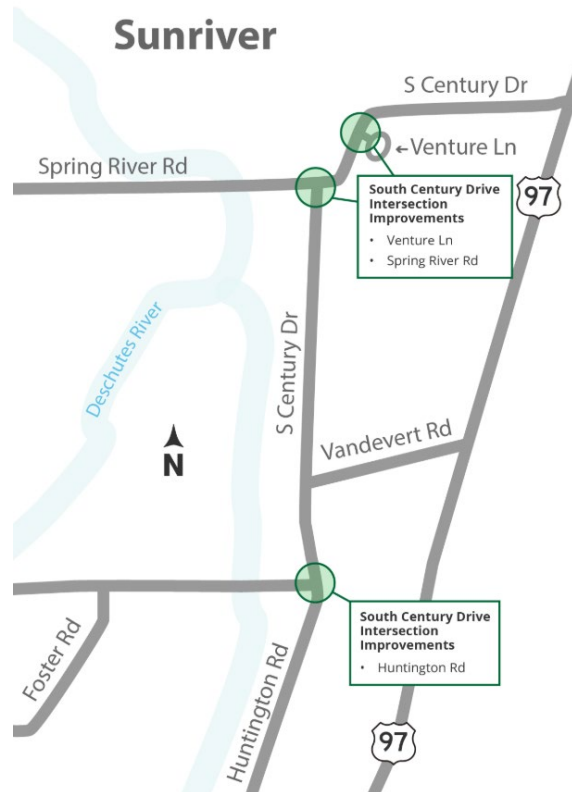 Sunriver
S Century Dr
←Venture Ln
Spring River Rd
97
South Century Drive
Intersection
Improvements
• Venture Ln
• Spring River Rd
Deschutes River
S Century Dr
Vandevert Rd
N
South Century Drive
Intersection
Improvements
• Huntington Rd
Foster Rd
Huntington Rd
97